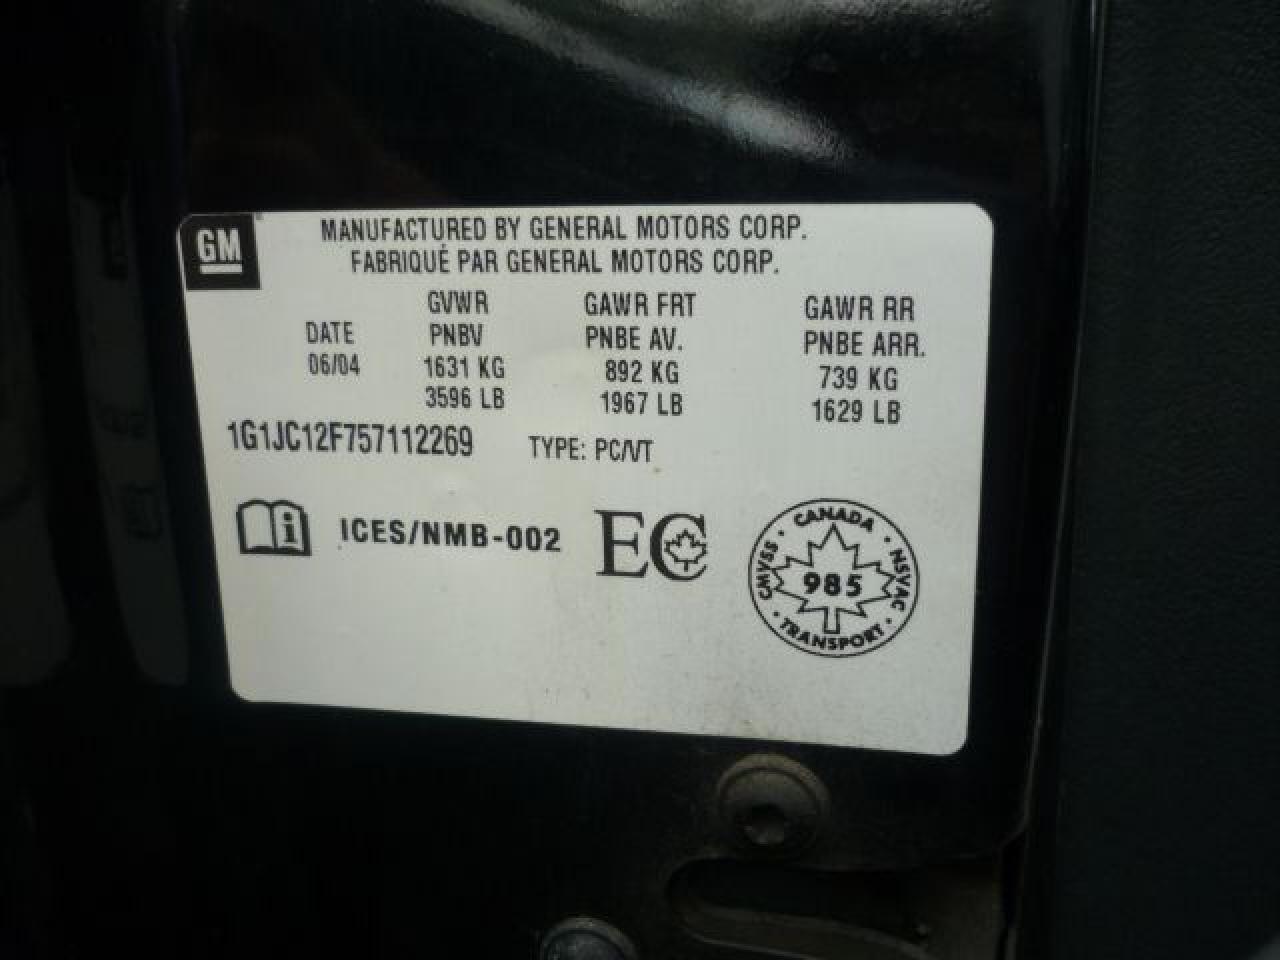 GM
MANUFACTURED BY GENERAL MOTORS CORP.
FABRIQUÉ PAR GENERAL MOTORS CORP.
GVWR GAWR FRT GAWR RR
DATE PNBV PNBE AV. PNBE ARR.
06/04 1631 KG 892 KG 739 KG
3596 LB 1967 LB 1629 LB
1G1JC12F757112269 TYPE: PC/VT
i ICES/NMB-002 EC
CANADA
CMVSS 985 NSVAC
TRANSPORT